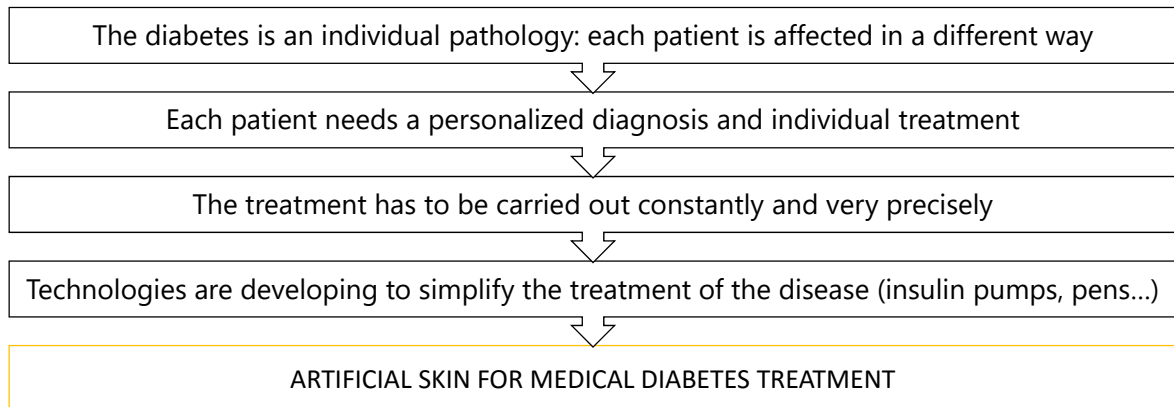 The diabetes is an individual pathology: each patient is affected in a different way
Each patient needs a personalized diagnosis and individual treatment
The treatment has to be carried out constantly and very precisely
Technologies are developing to simplify the treatment of the disease (insulin pumps, pens...)
ARTIFICIAL SKIN FOR MEDICAL DIABETES TREATMENT